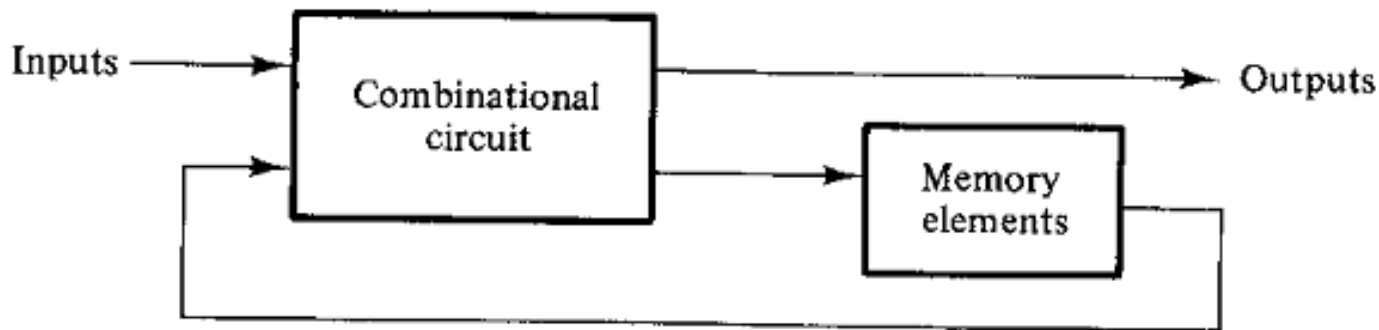 Inputs
Combinational
circuit
Outputs
Memory
elements